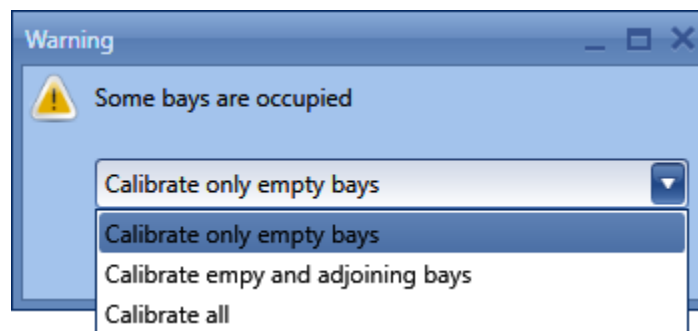 Warning
Some bays are occupied
Calibrate only empty bays
Calibrate only empty bays
Calibrate empy and adjoining bays
Calibrate all